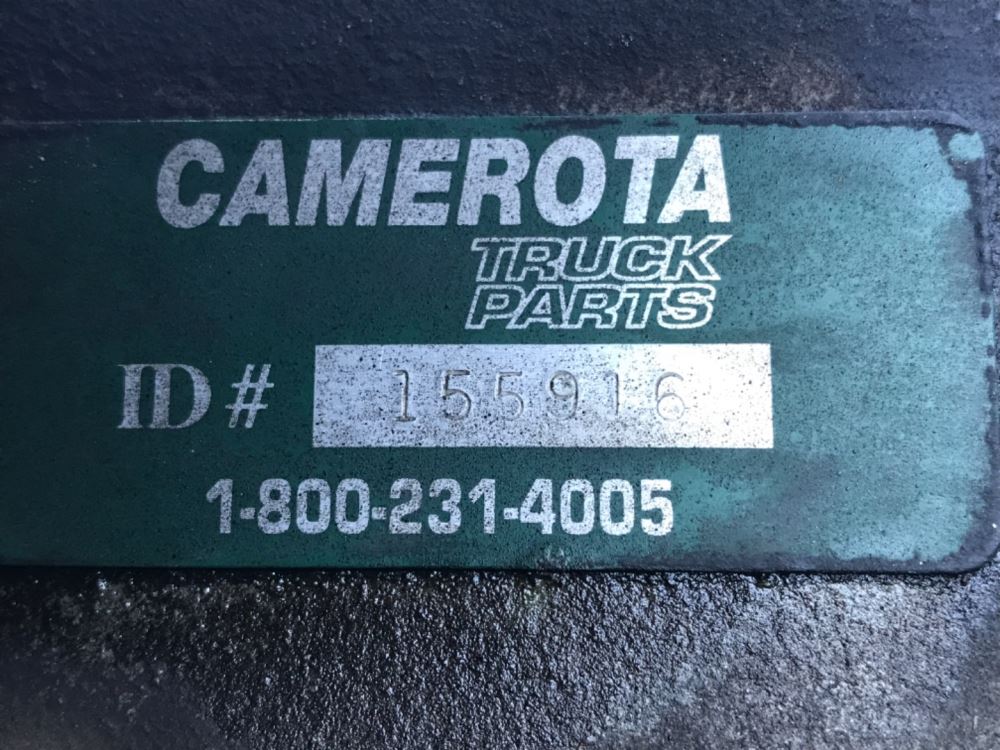 CAMEROTA
TRUCK
PARTS
ID # 155916
1-800-231-4005